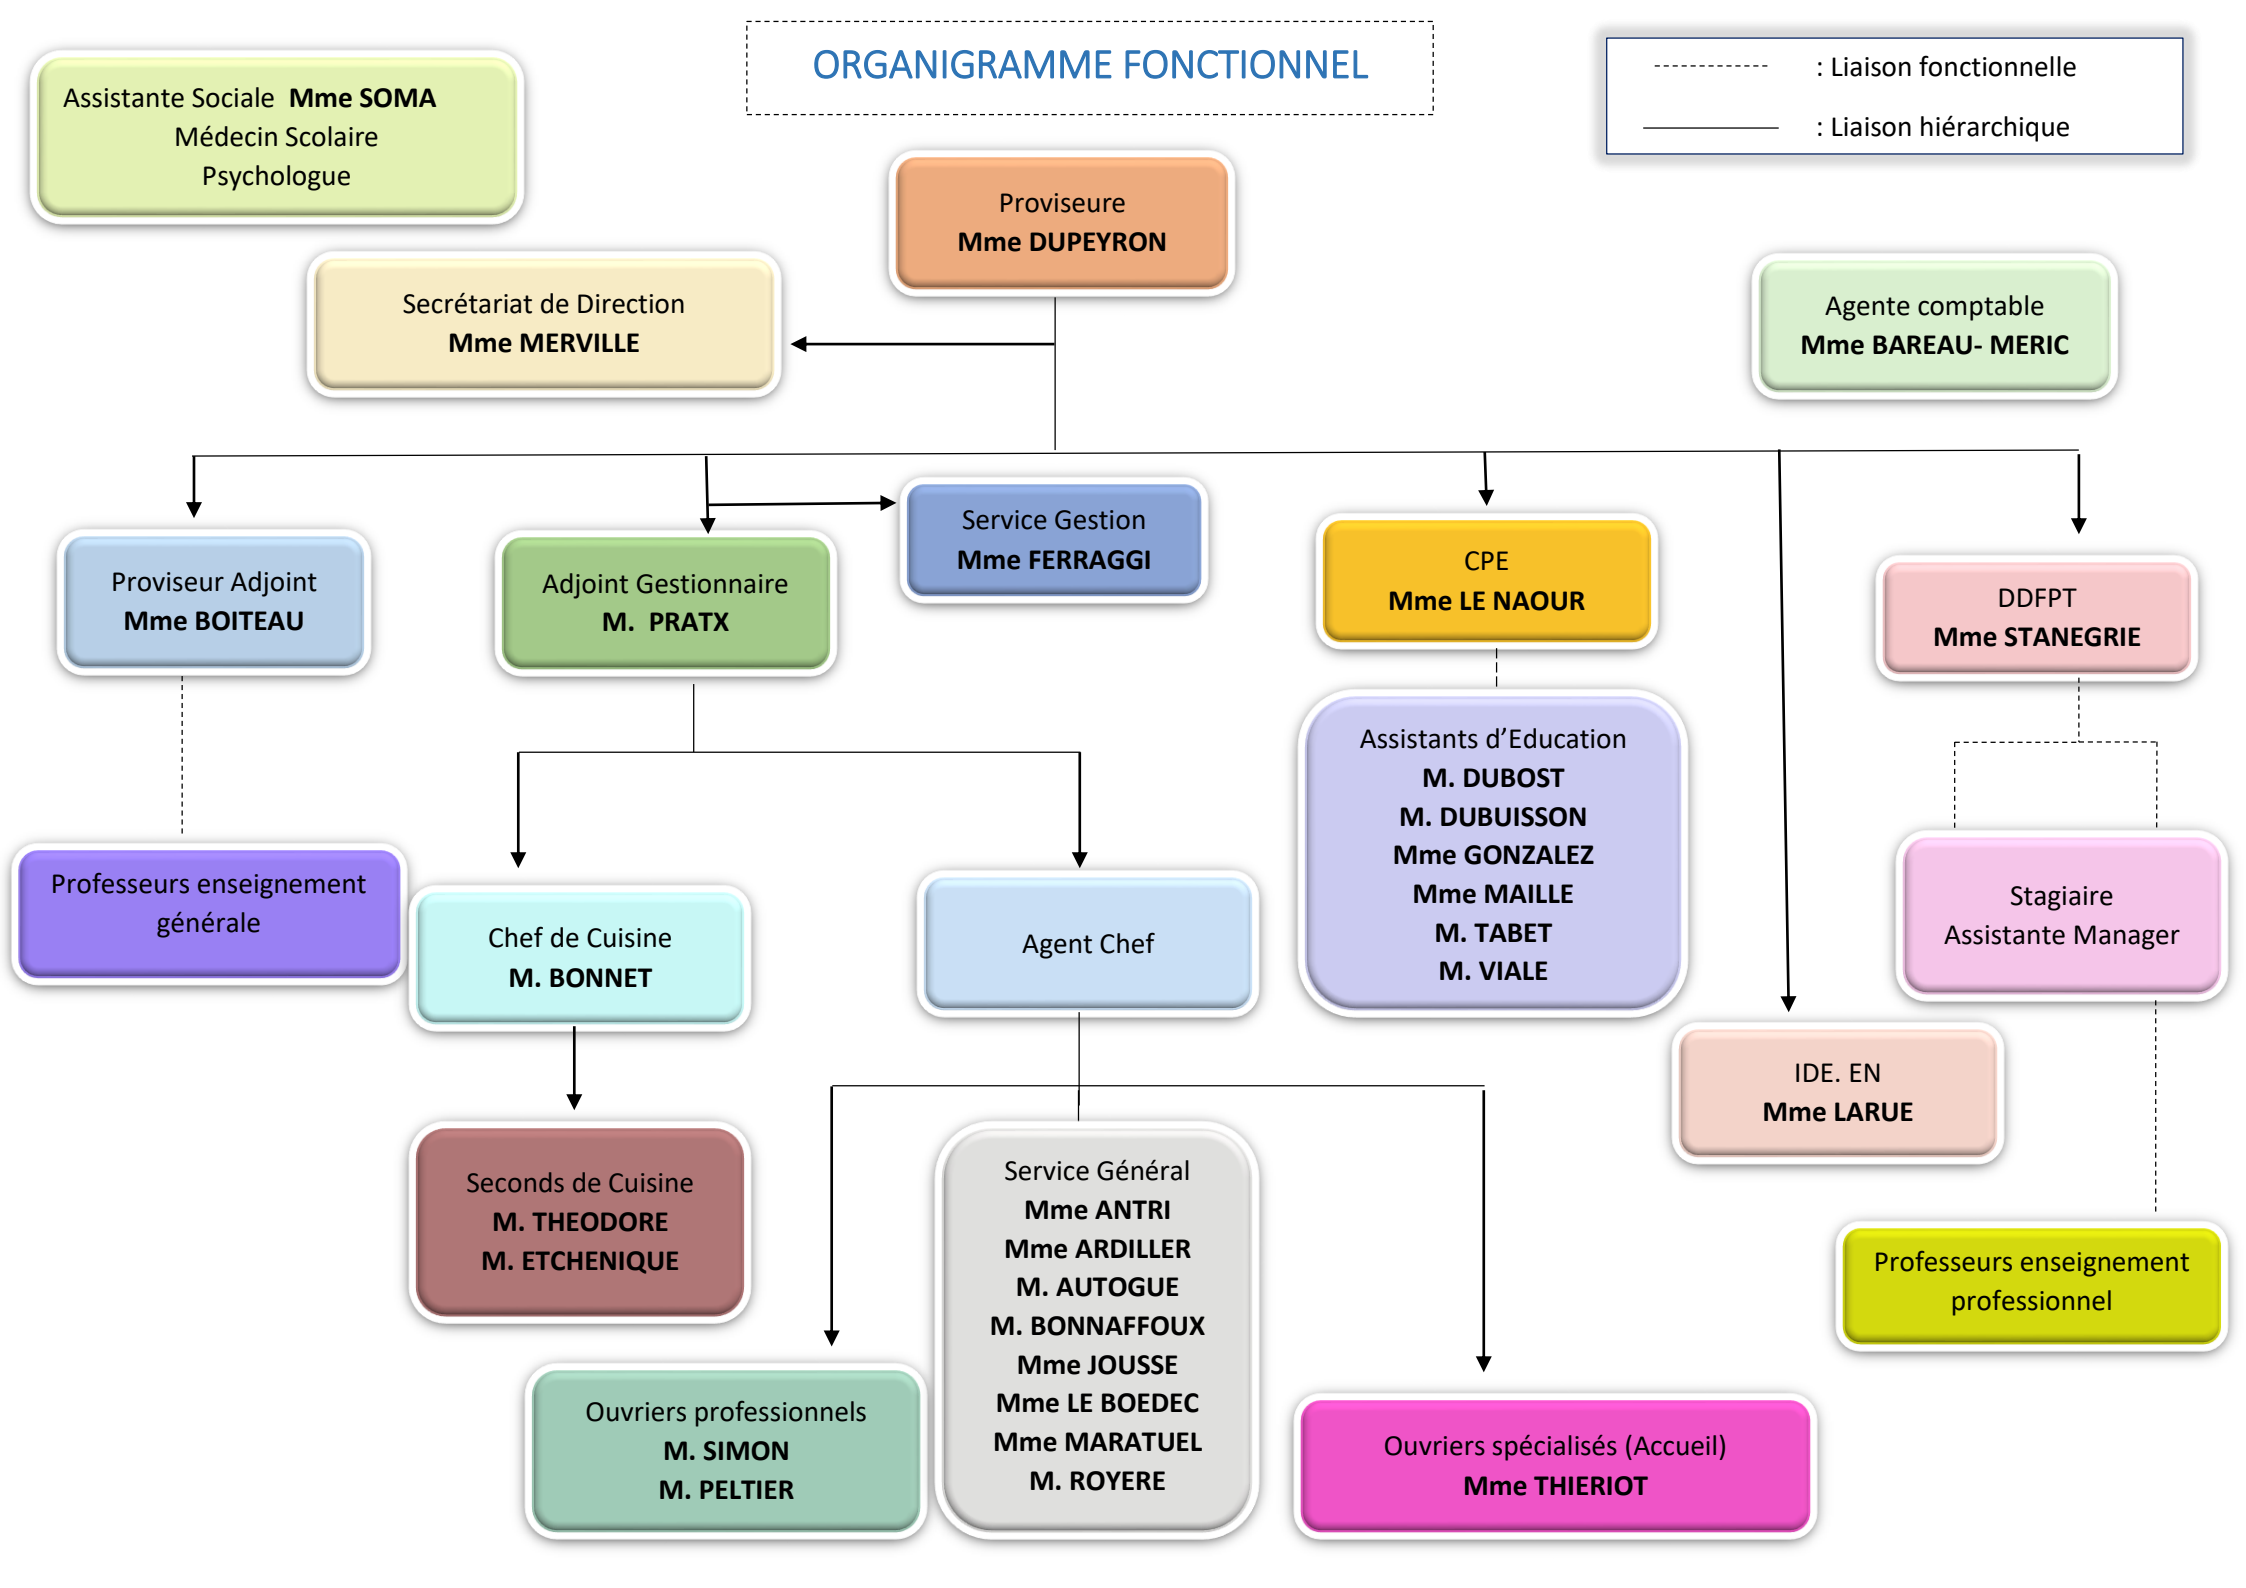 ORGANIGRAMME FONCTIONNEL
: Liaison fonctionnelle
: Liaison hiérarchique
Assistante Sociale Mme SOMA
Médecin Scolaire
Psychologue
Proviseure
Mme DUPEYRON
Secrétariat de Direction
Mme MERVILLE
Agente comptable
Mme BAREAU- MERIC
Proviseur Adjoint
Mme BOITEAU
Adjoint Gestionnaire
M. PRATX
Service Gestion
Mme FERRAGGI
CPE
Mme LE NAOUR
DDFPT
Mme STANEGRIE
Assistants d’Education
M. DUBOST
M. DUBUISSON
Mme GONZALEZ
Mme MAILLE
M. TABET
M. VIALE
Professeurs enseignement
générale
Chef de Cuisine
M. BONNET
Agent Chef
Stagiaire
Assistante Manager
IDE. EN
Mme LARUE
Seconds de Cuisine
M. THEODORE
M. ETCHENIQUE
Service Général
Mme ANTRI
Mme ARDILLER
M. AUTOGUE
M. BONNAFFOUX
Mme JOUSSE
Mme LE BOEDEC
Mme MARATUEL
M. ROYERE
Professeurs enseignement
professionnel
Ouvriers professionnels
M. SIMON
M. PELTIER
Ouvriers spécialisés (Accueil)
Mme THIERIOT